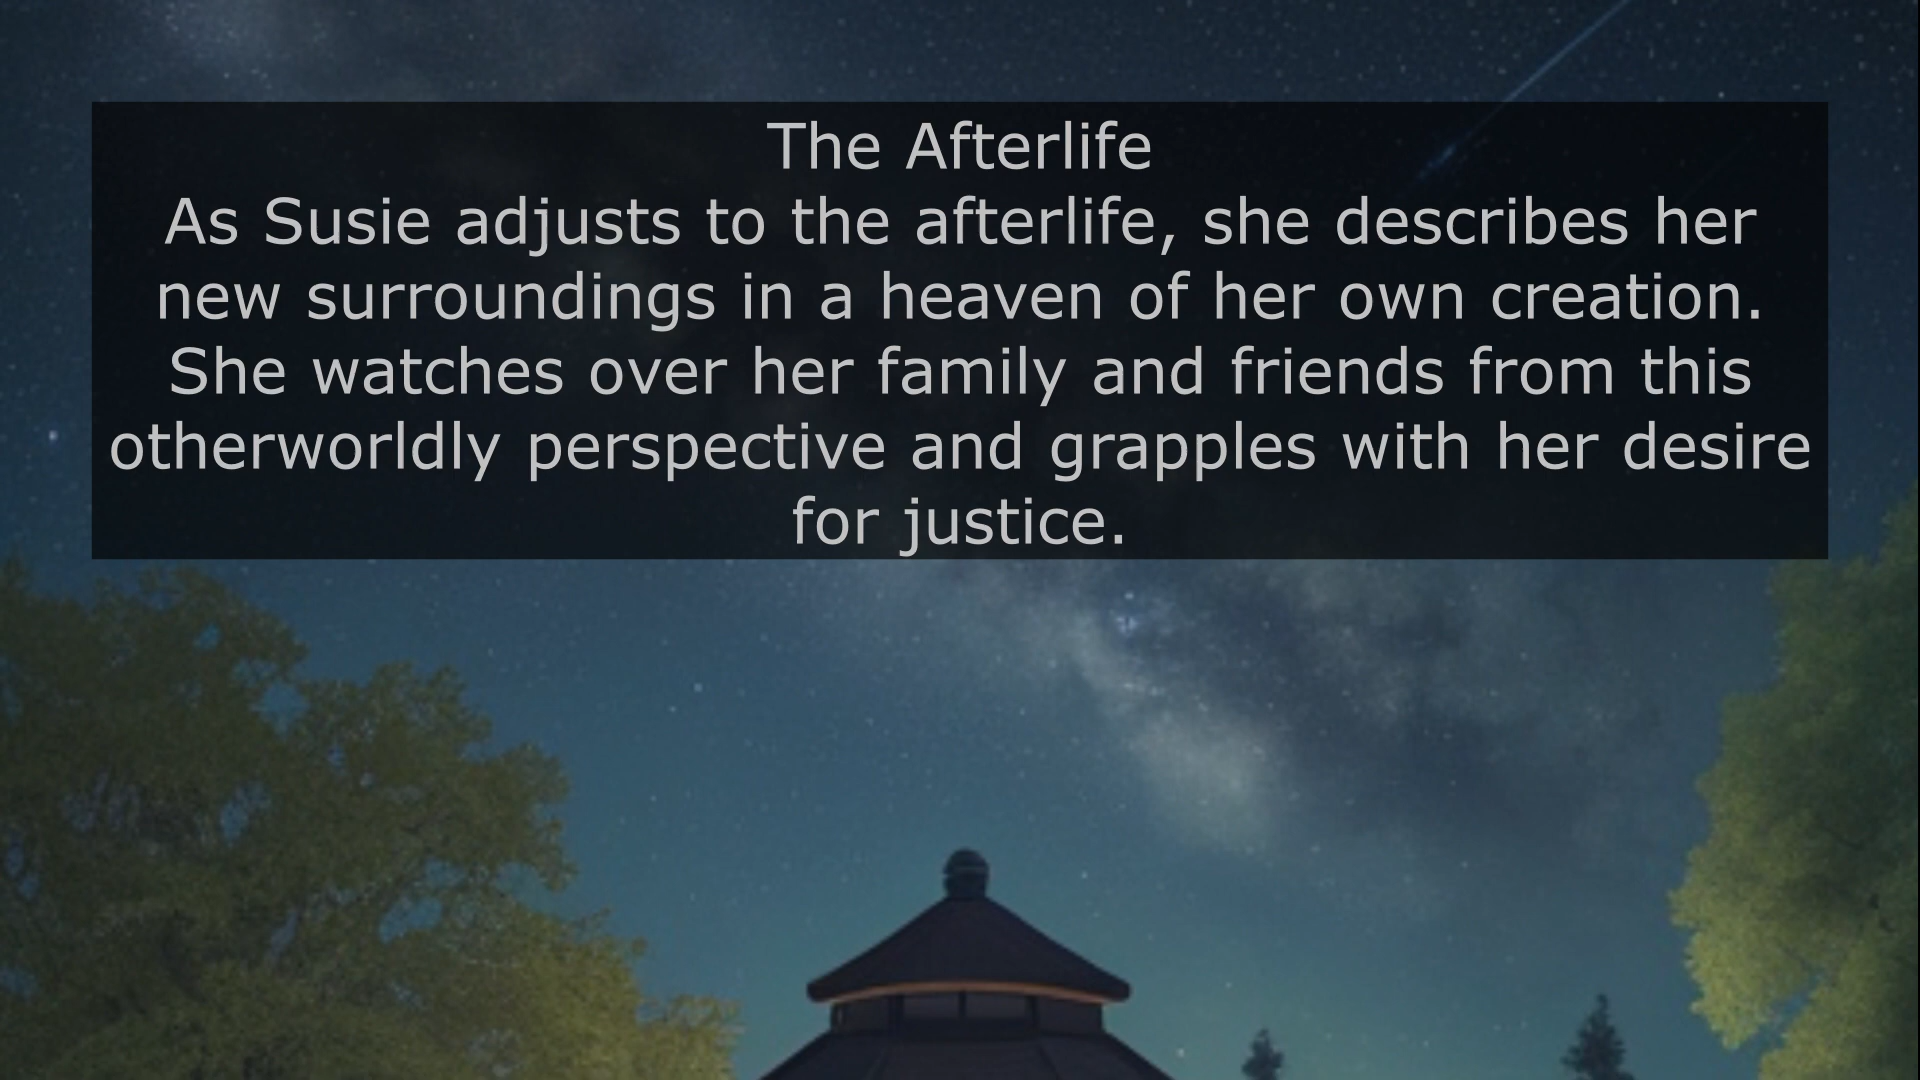 The Afterlife
As Susie adjusts to the afterlife, she describes her
new surroundings in a heaven of her own creation.
She watches over her family and friends from this
otherworldly perspective and grapples with her desire
for justice.